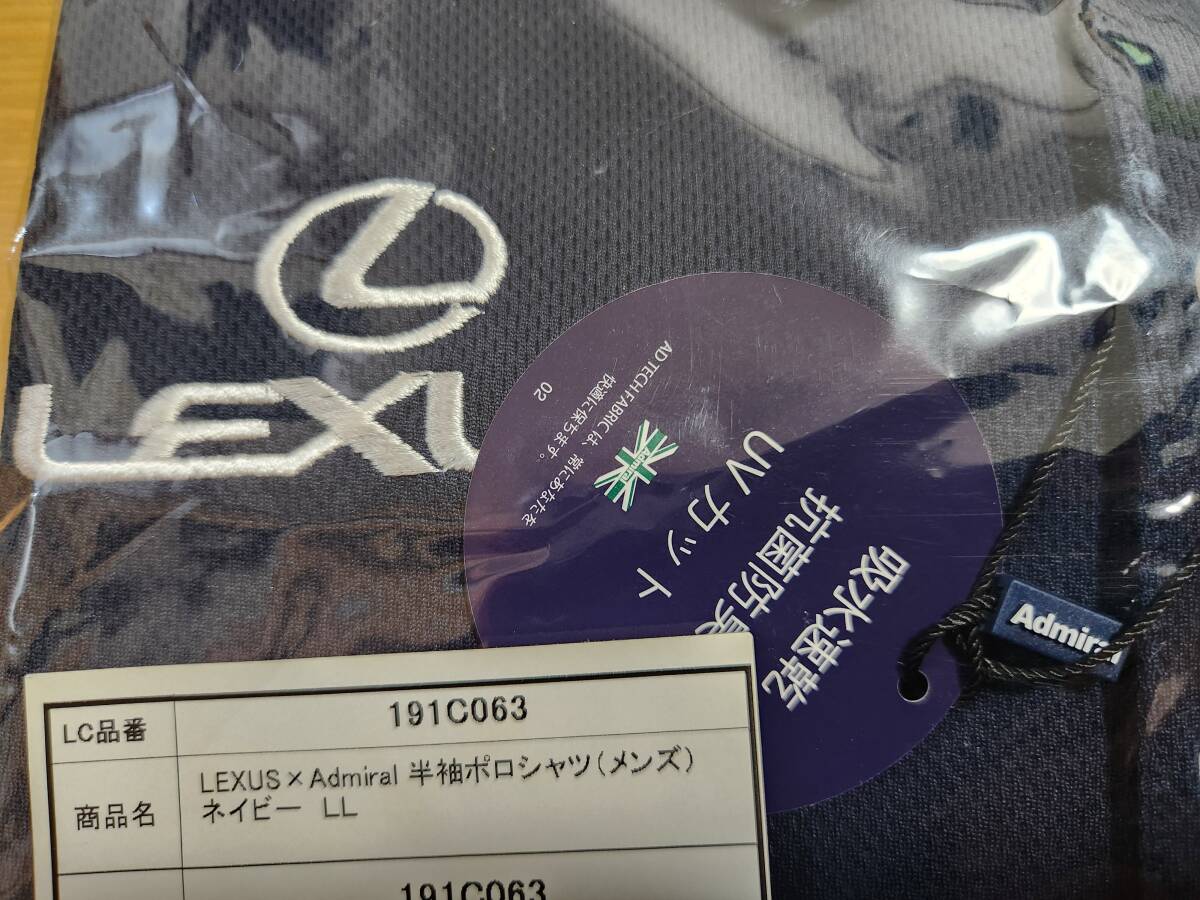 LEXU
AD TECH FABRIC は、常にあなたを
快適に保ちます。
02
Admiral
UV カット
抗菌防臭
吸水速乾
Admiral
LC品番
191C063
商品名
LEXUS×Admiral 半袖ポロシャツ(メンズ)
ネイビー LL
191C063